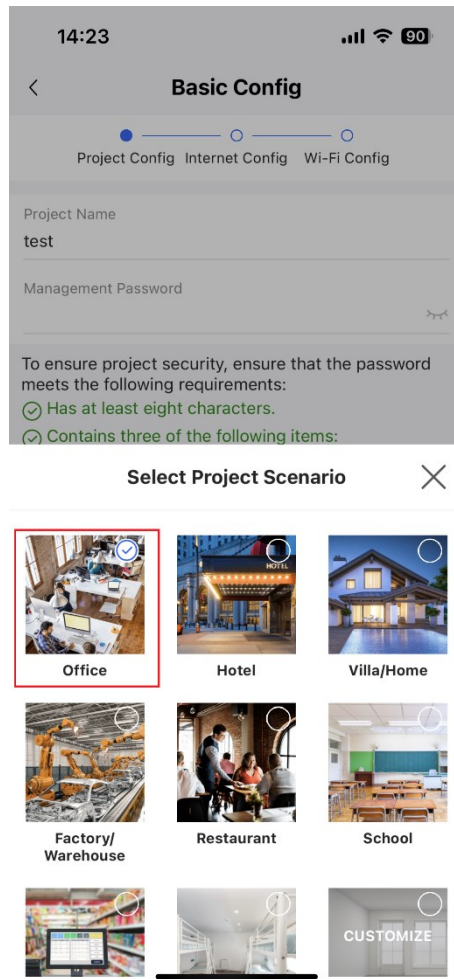 14:23
90
Basic Config
Project Config Internet Config Wi-Fi Config
Project Name
test
Management Password
To ensure project security, ensure that the password
meets the following requirements:
Has at least eight characters.
Contains three of the following items:
Select Project Scenario
HOTEL
Office Hotel Villa/Home
Factory/
Warehouse
Restaurant School
CUSTOMIZE